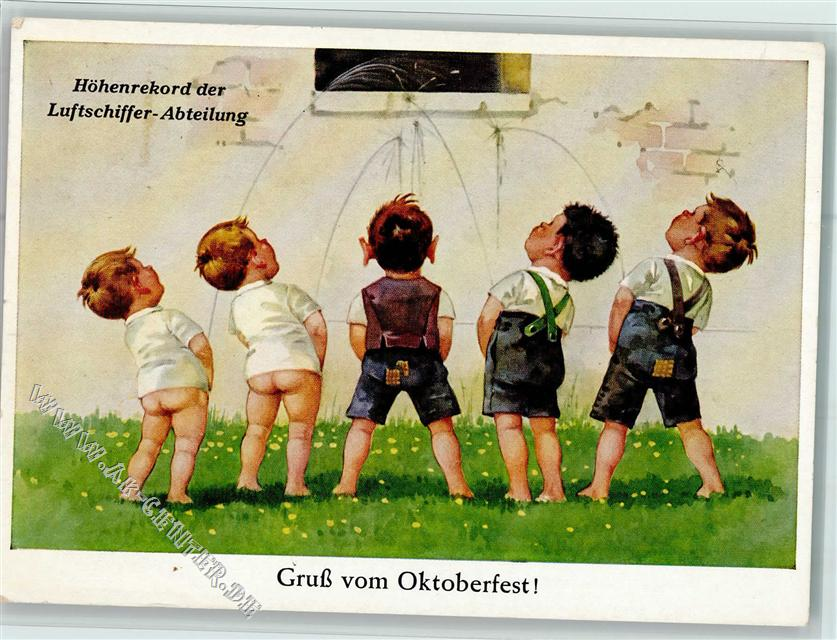 Höhenrekord der
Luftschiffer-Abteilung
WWW.AK-CENTER.DE
Gruß vom Oktoberfest!